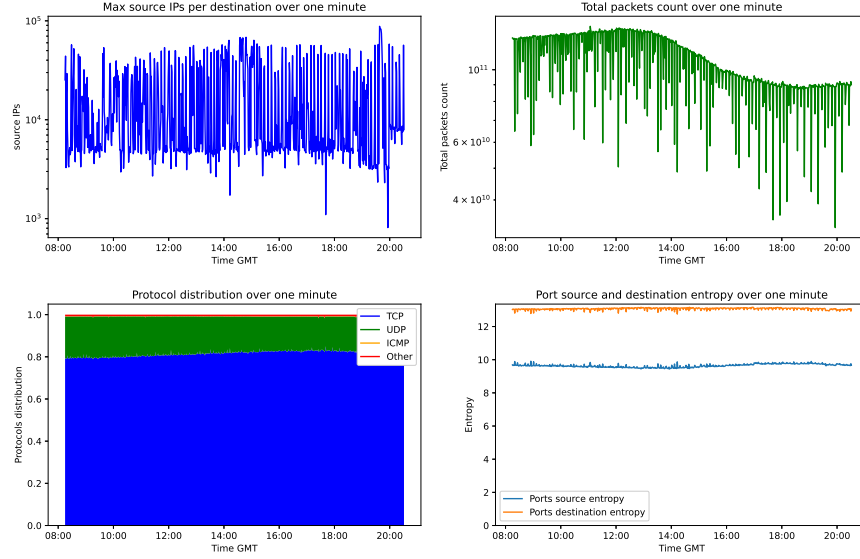 Max source IPs per destination over one minute
source IPs
10⁵
10⁴
10³
08:00 10:00 12:00 14:00 16:00 18:00 20:00
Time GMT
Total packets count over one minute
Total packets count
10¹¹
6 × 10¹⁰
4 × 10¹⁰
08:00 10:00 12:00 14:00 16:00 18:00 20:00
Time GMT
Protocol distribution over one minute
Protocols distribution
1.0
0.8
0.6
0.4
0.2
0.0
TCP
UDP
ICMP
Other
08:00 10:00 12:00 14:00 16:00 18:00 20:00
Time GMT
Port source and destination entropy over one minute
Entropy
12
10
8
6
4
2
0
Ports source entropy
Ports destination entropy
08:00 10:00 12:00 14:00 16:00 18:00 20:00
Time GMT